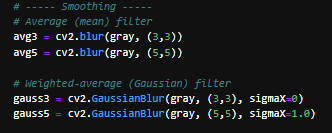 # ----- Smoothing -----
# Average (mean) filter
avg3 = cv2.blur(gray, (3,3))
avg5 = cv2.blur(gray, (5,5))
# Weighted-average (Gaussian) filter
gauss3 = cv2.GaussianBlur(gray, (3,3), sigmaX=0)
gauss5 = cv2.GaussianBlur(gray, (5,5), sigmaX=1.0)